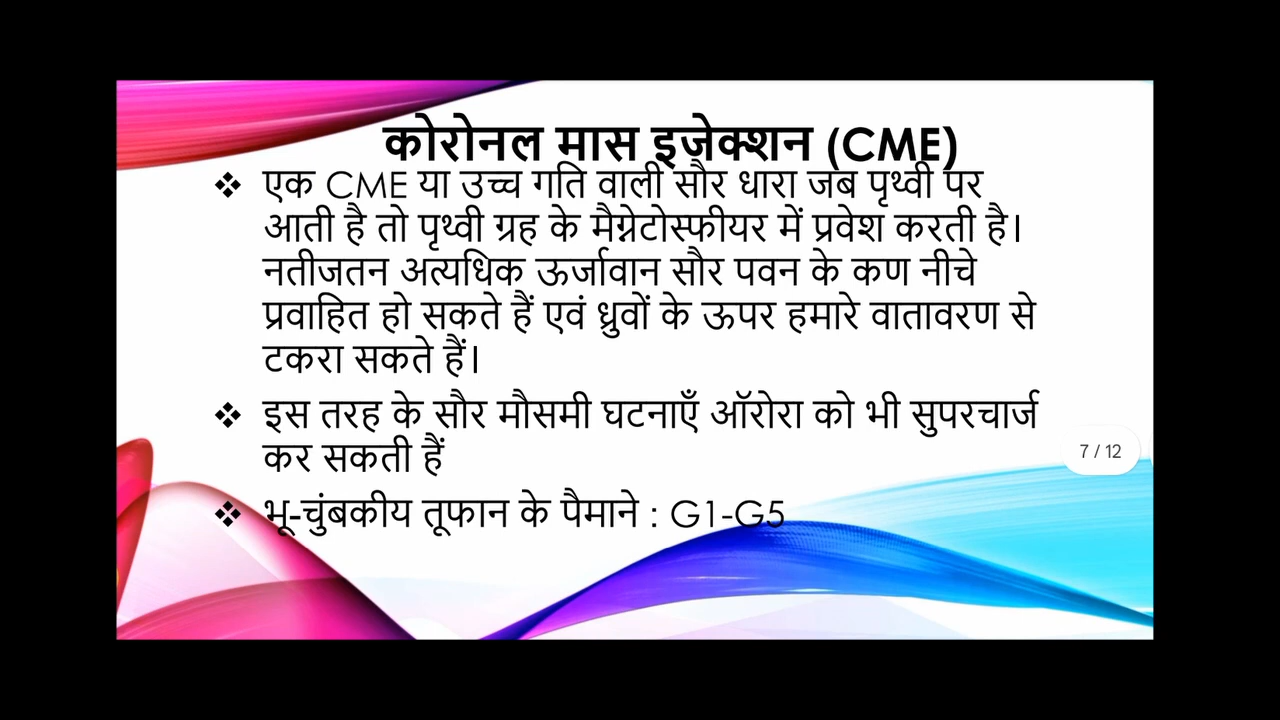 कोरोनल मास इजेक्शन (CME)
❖ एक CME या उच्च गति वाली सौर धारा जब पृथ्वी पर
आती है तो पृथ्वी ग्रह के मैग्नेटोस्फीयर में प्रवेश करती है।
नतीजतन अत्यधिक ऊर्जावान सौर पवन के कण नीचे
प्रवाहित हो सकते हैं एवं ध्रुवों के ऊपर हमारे वातावरण से
टकरा सकते हैं।
❖ इस तरह के सौर मौसमी घटनाएँ ऑरोरा को भी सुपरचार्ज
कर सकती हैं
7 / 12
❖ भू-चुंबकीय तूफान के पैमाने : G1-G5